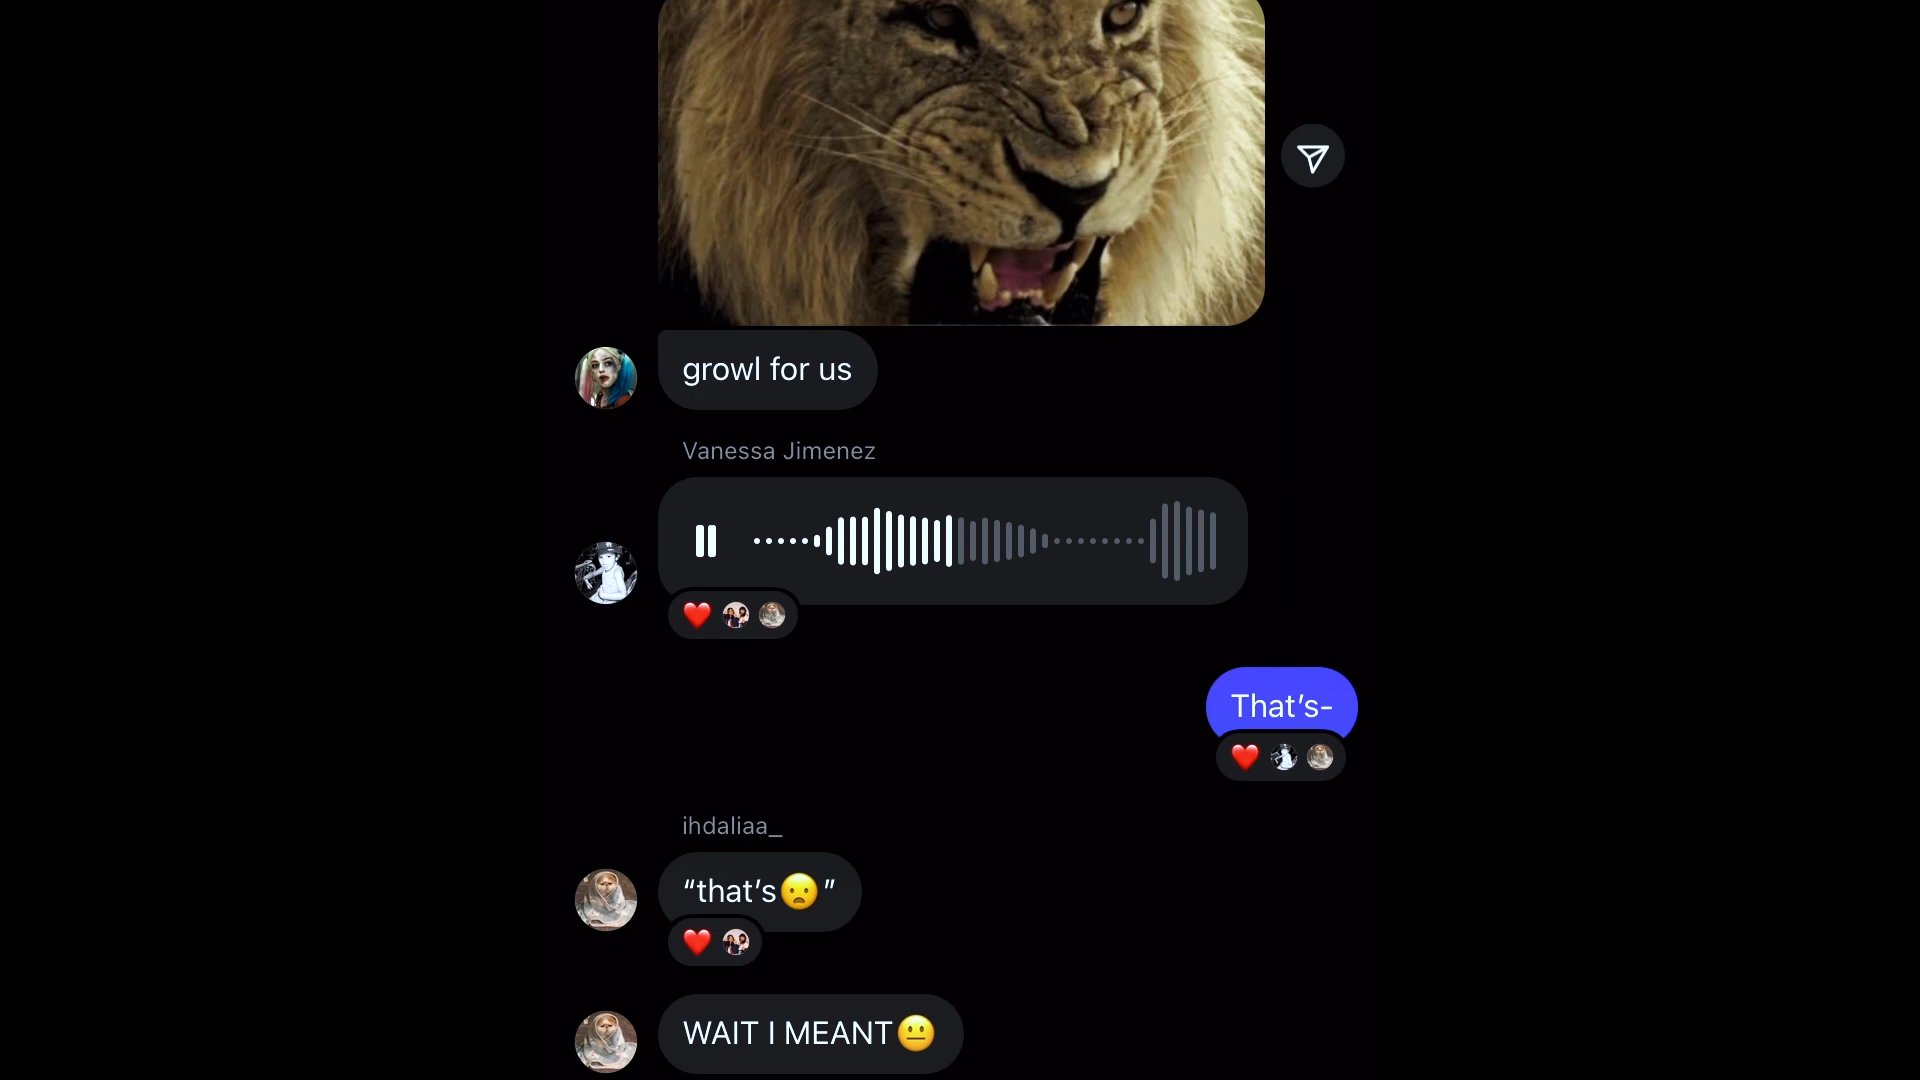 growl for us
Vanessa Jimenez
That’s-
ihdaliaa_
“that’s😦”
WAIT I MEANT😐